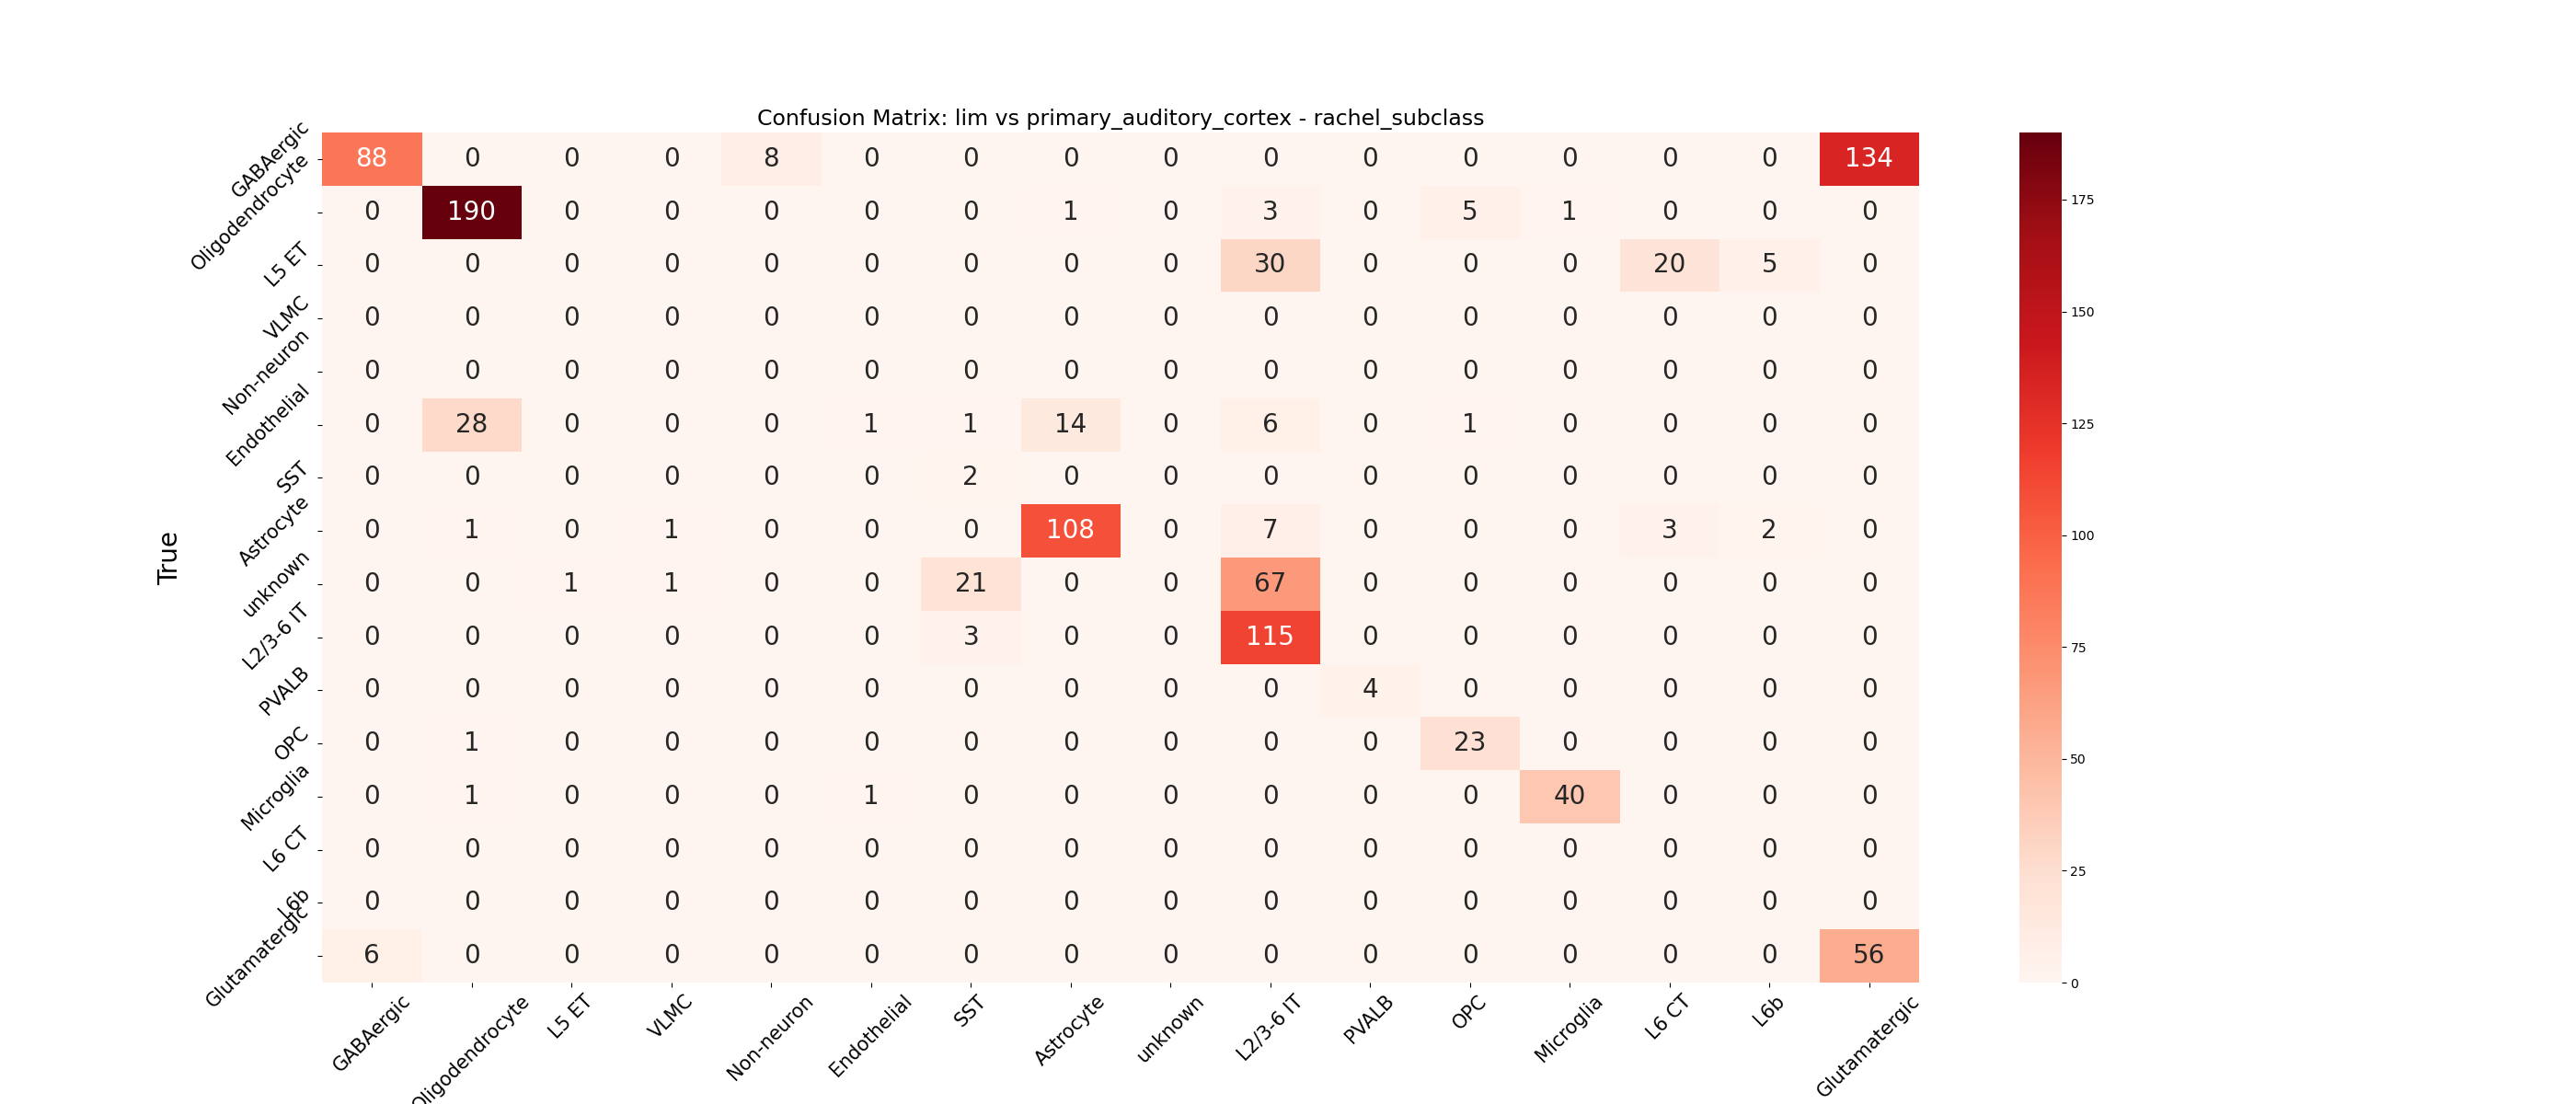 Confusion Matrix: lim vs primary_auditory_cortex - rachel_subclass
True
GABAergic 88 0 0 0 8 0 0 0 0 0 0 0 0 0 0 134
Oligodendrocyte 0 190 0 0 0 0 0 1 0 3 0 5 1 0 0 0
L5 ET 0 0 0 0 0 0 0 0 0 30 0 0 0 20 5 0
VLMC 0 0 0 0 0 0 0 0 0 0 0 0 0 0 0 0
Non-neuron 0 0 0 0 0 0 0 0 0 0 0 0 0 0 0 0
Endothelial 0 28 0 0 0 1 1 14 0 6 0 1 0 0 0 0
SST 0 0 0 0 0 0 2 0 0 0 0 0 0 0 0 0
Astrocyte 0 1 0 1 0 0 0 108 0 7 0 0 0 3 2 0
unknown 0 0 1 1 0 0 21 0 0 67 0 0 0 0 0 0
L2/3-6 IT 0 0 0 0 0 0 3 0 0 115 0 0 0 0 0 0
PVALB 0 0 0 0 0 0 0 0 0 0 4 0 0 0 0 0
OPC 0 1 0 0 0 0 0 0 0 0 0 23 0 0 0 0
Microglia 0 1 0 0 0 1 0 0 0 0 0 0 40 0 0 0
L6 CT 0 0 0 0 0 0 0 0 0 0 0 0 0 0 0 0
L6b 0 0 0 0 0 0 0 0 0 0 0 0 0 0 0 0
Glutamatergic 6 0 0 0 0 0 0 0 0 0 0 0 0 0 0 56
GABAergic Oligodendrocyte L5 ET VLMC Non-neuron Endothelial SST Astrocyte unknown L2/3-6 IT PVALB OPC Microglia L6 CT L6b Glutamatergic
175
150
125
100
75
50
25
0